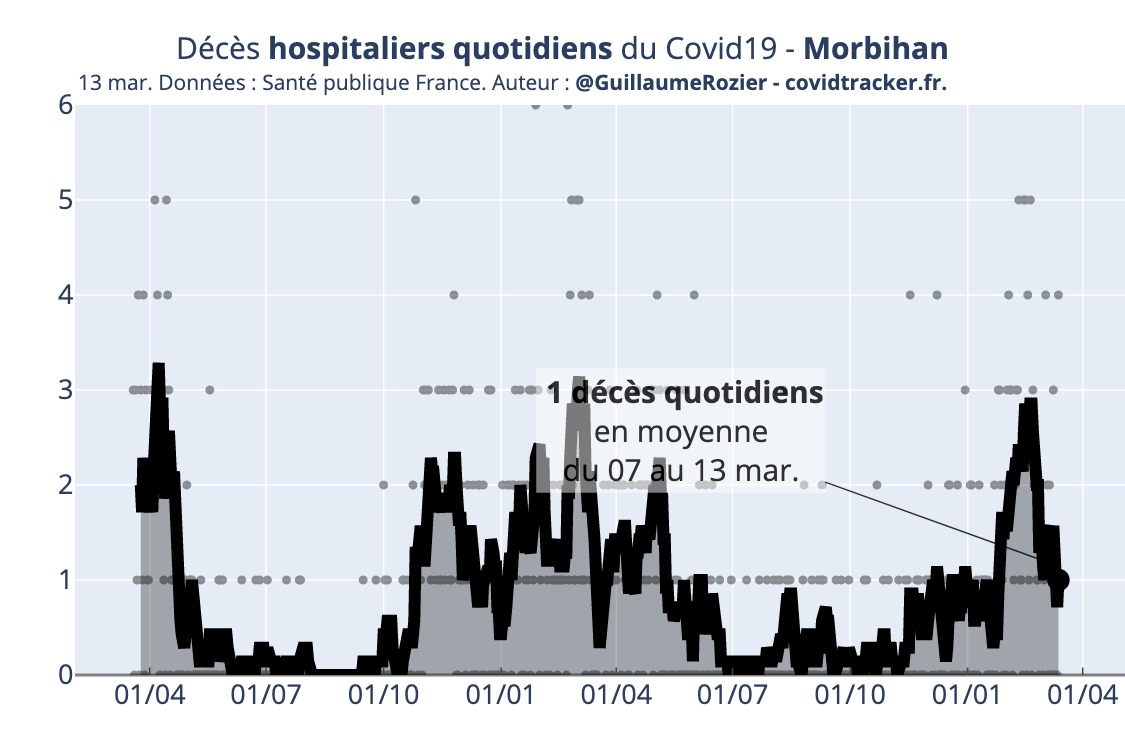 Décès hospitaliers quotidiens du Covid19 - Morbihan
13 mar. Données : Santé publique France. Auteur : @GuillaumeRozier - covidtracker.fr.
6
5
4
3
1 décès quotidiens
en moyenne
du 07 au 13 mar.
2
1
0
01/04 01/07 01/10 01/01 01/04 01/07 01/10 01/01 01/04